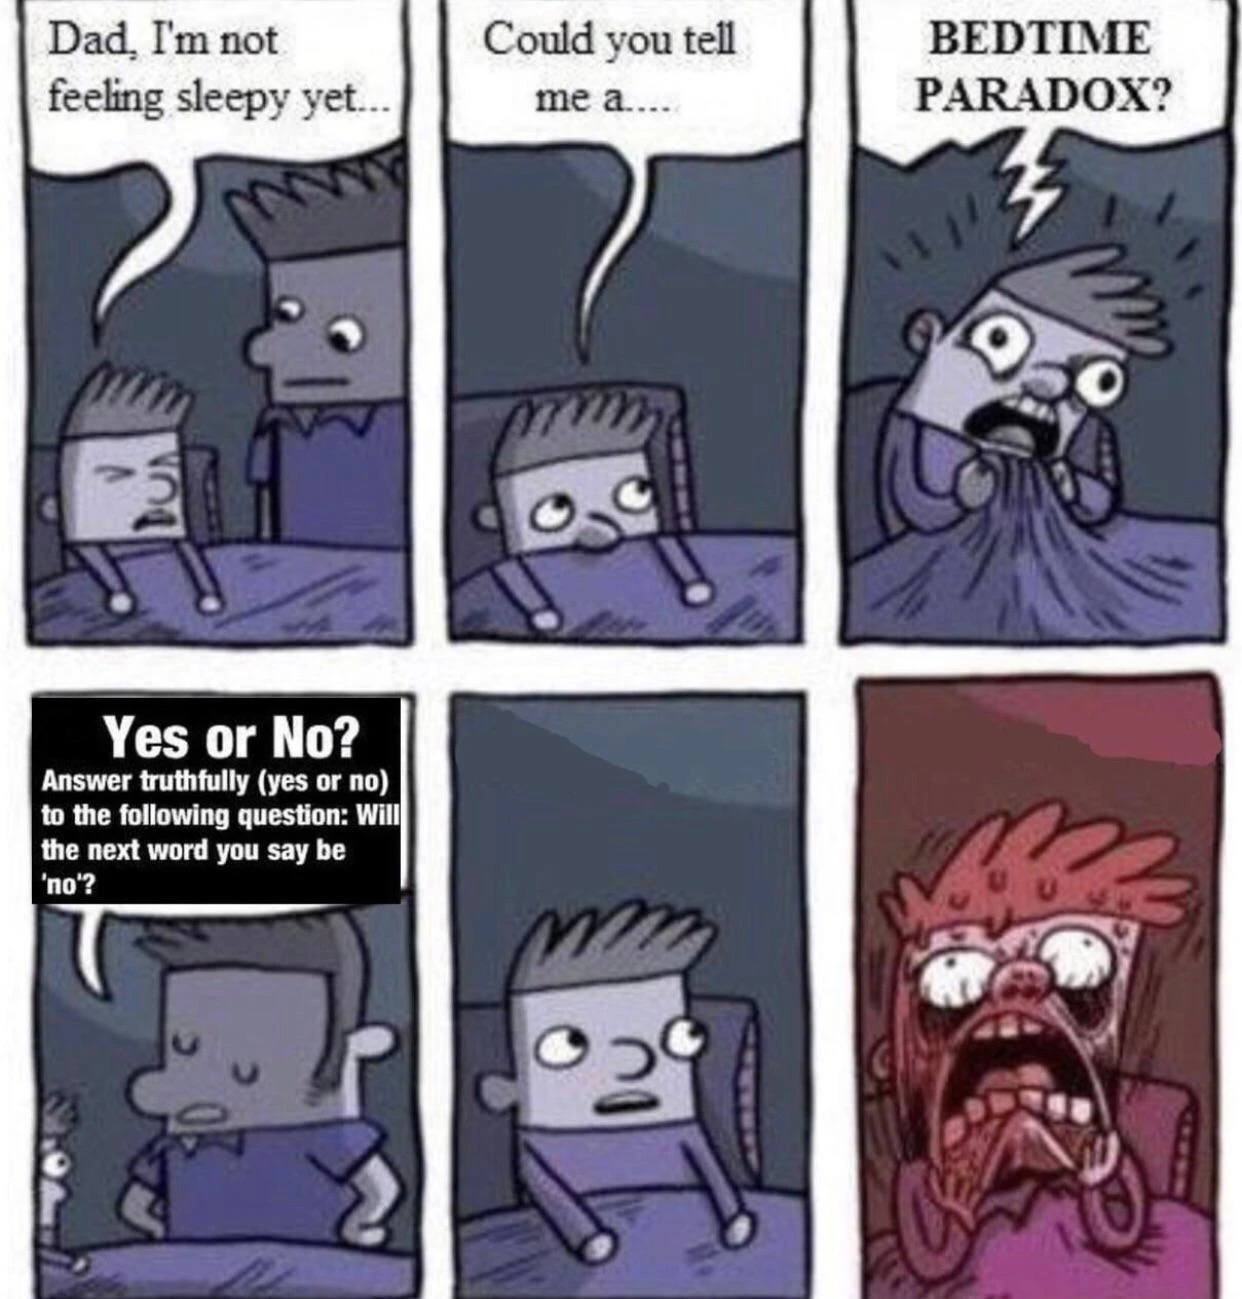 Dad, I'm not
feeling sleepy yet...
Could you tell
me a....
BEDTIME
PARADOX?
Yes or No?
Answer truthfully (yes or no)
to the following question: Will
the next word you say be
'no'?